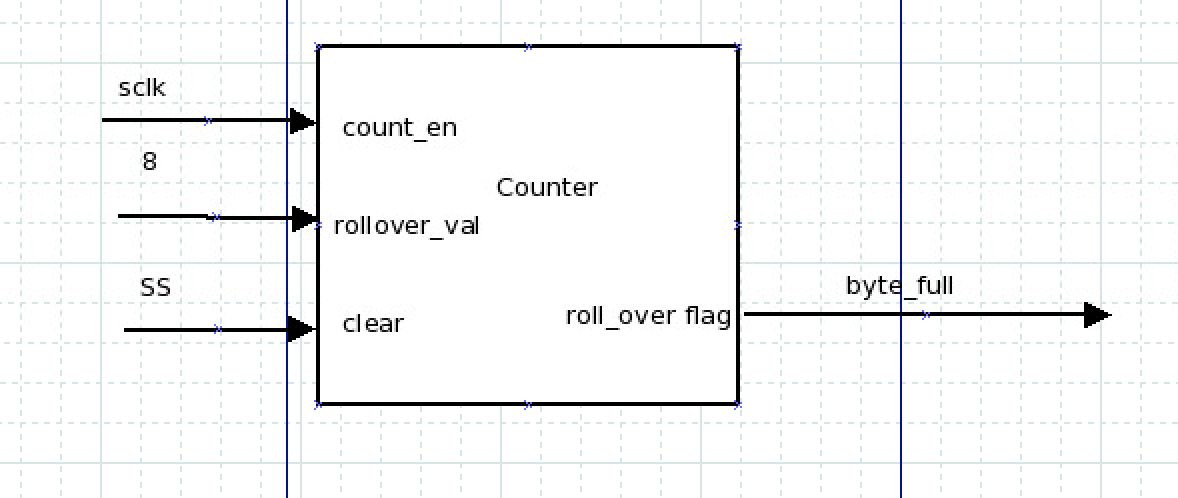 sclk
count_en
8
Counter
rollover_val
SS
clear
byte_full
roll_over flag